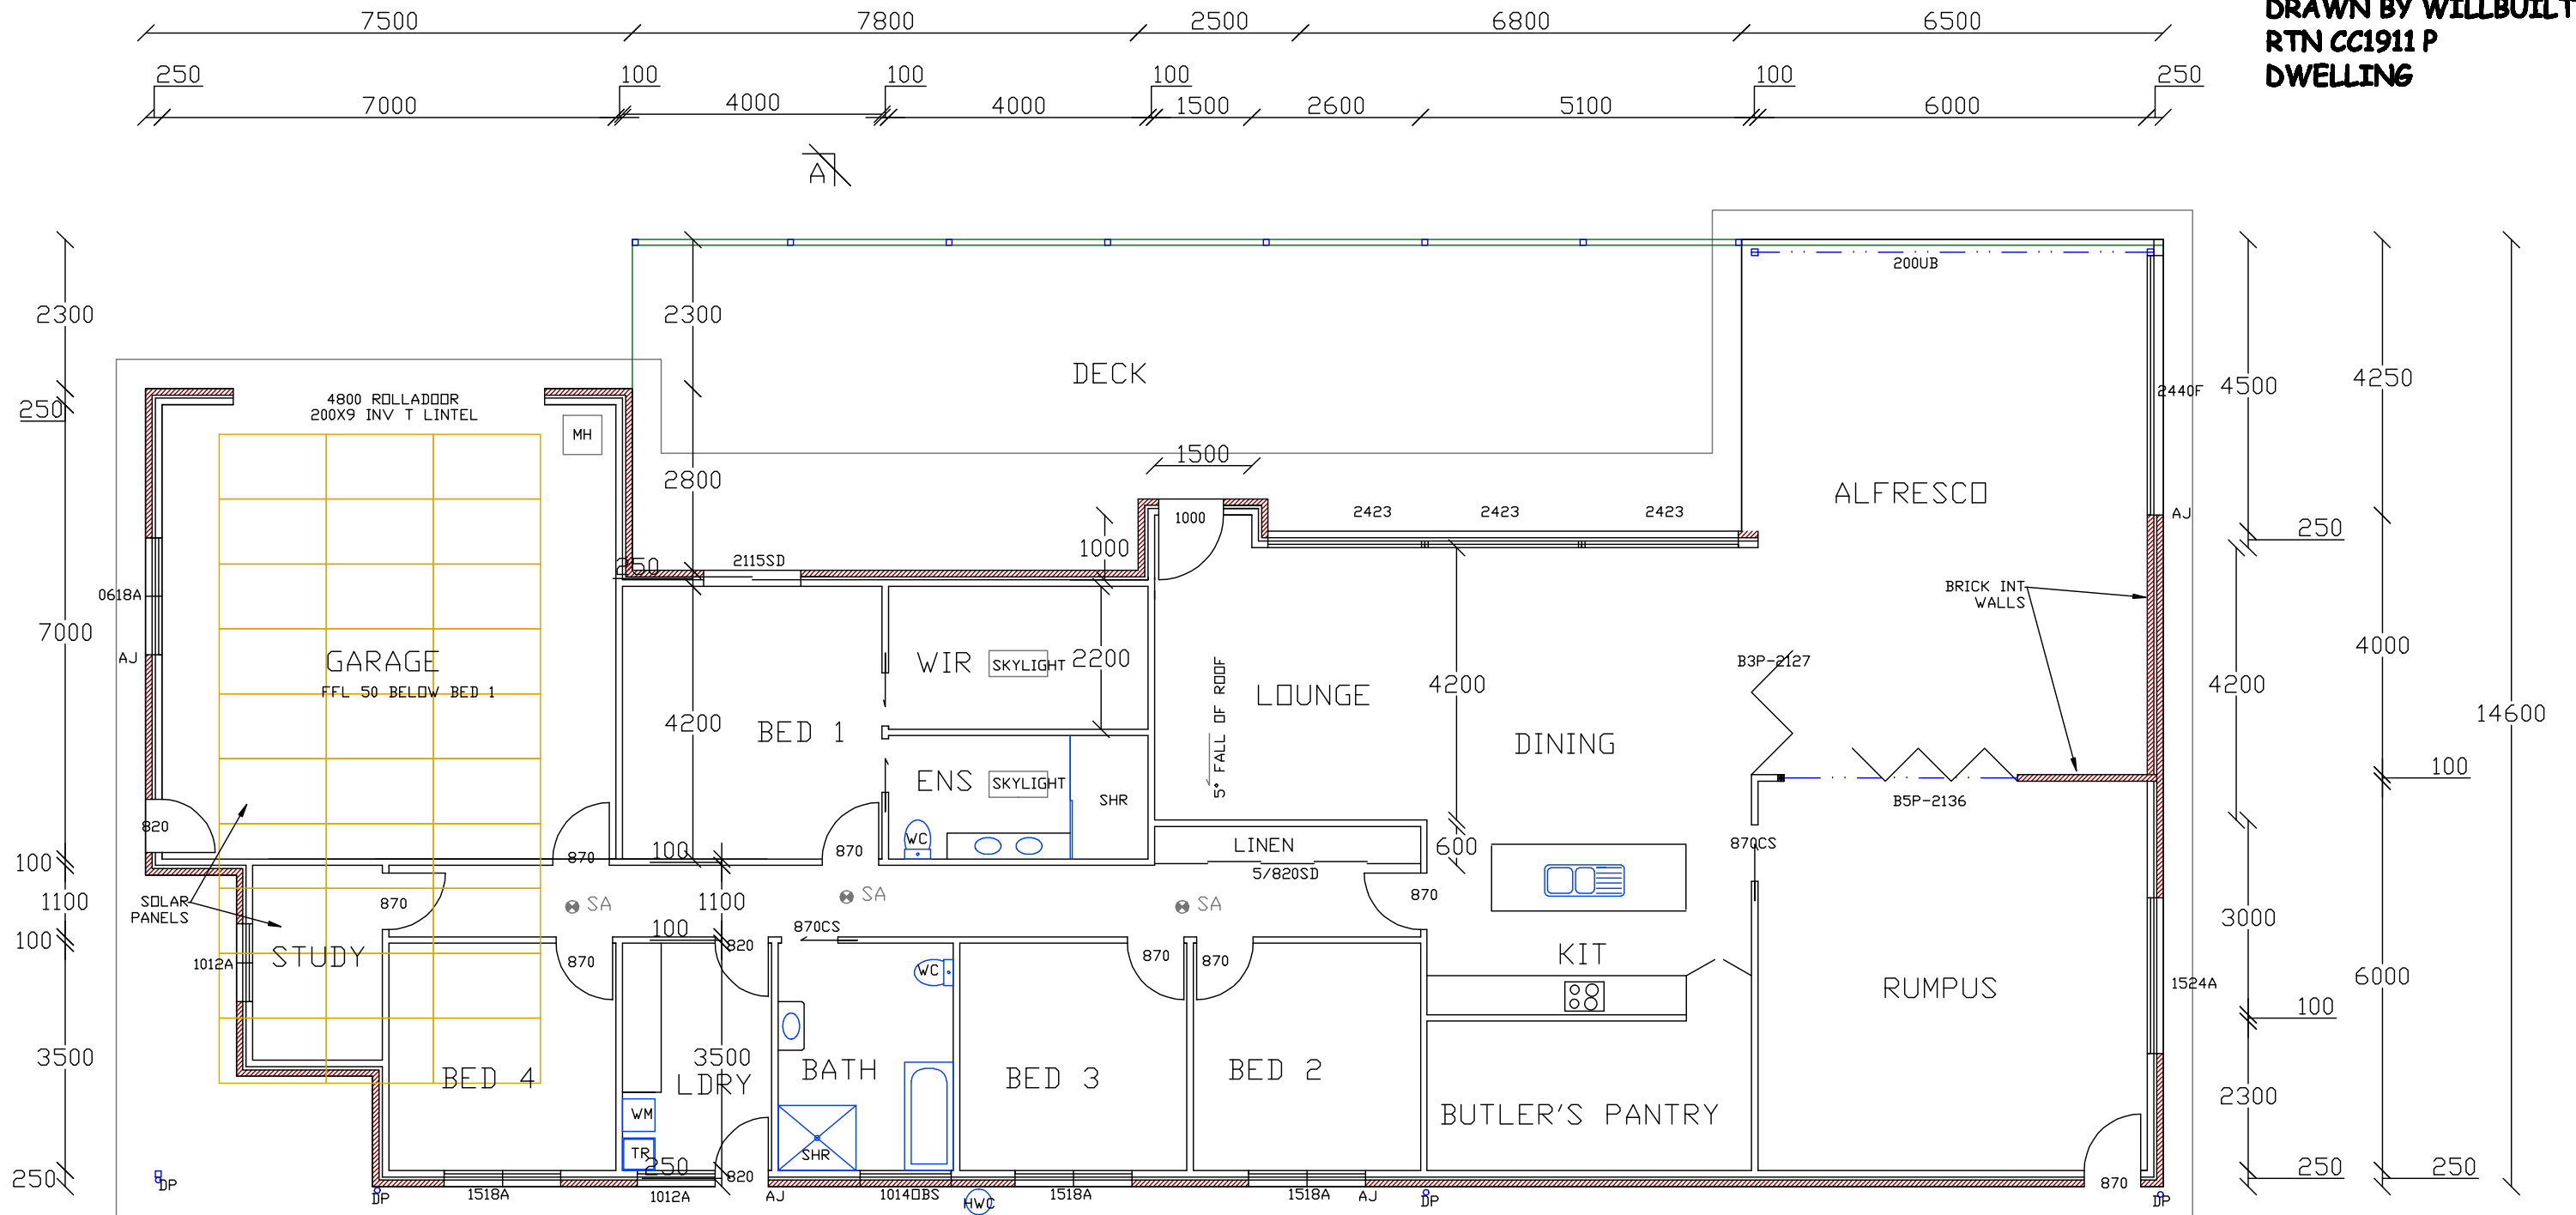 DRAWN BY WILLBUILT
RTN CC1911 P
DWELLING
7500 7800 2500 6800 6500
250 100 100 100 100 250
7000 4000 4000 1500 2600 5100 6000
A
200UB
2300 2300
DECK
4250
4500
2440F
4800 ROLLADOOR
200X9 INV T LINTEL
250
MH
1500
2800
ALFRESCO
1000 2423 2423 2423 AJ
250
1000
2115SD
250
0618A
BRICK INT
WALLS
7000
AJ
GARAGE
FFL 50 BELOW BED 1
WIR SKYLIGHT 2200
B3P-2127
4000
LOUNGE 4200 4200
5° FALL OF ROOF
4200 BED 1
DINING
14600
100
ENS SKYLIGHT
SHR
B5P-2136
820
WC
870 870
100
LINEN
600
870CS
100
5/820SD
SOLAR
PANELS
1100
870
SA SA SA
1100
870
3000
100
100
820
870CS
STUDY
1012A
870
WC
870 870
KIT
6000
RUMPUS
1524A
100
3500
3500
BED 4
LDRY
BATH
BED 3
BED 2
2300
WM
BUTLER'S PANTRY
TR
SHR
250
250
DP
820
870
250 250
DP
1518A
1012A
AJ
1014OBS
HWC
1518A
1518A
AJ
DP
DP